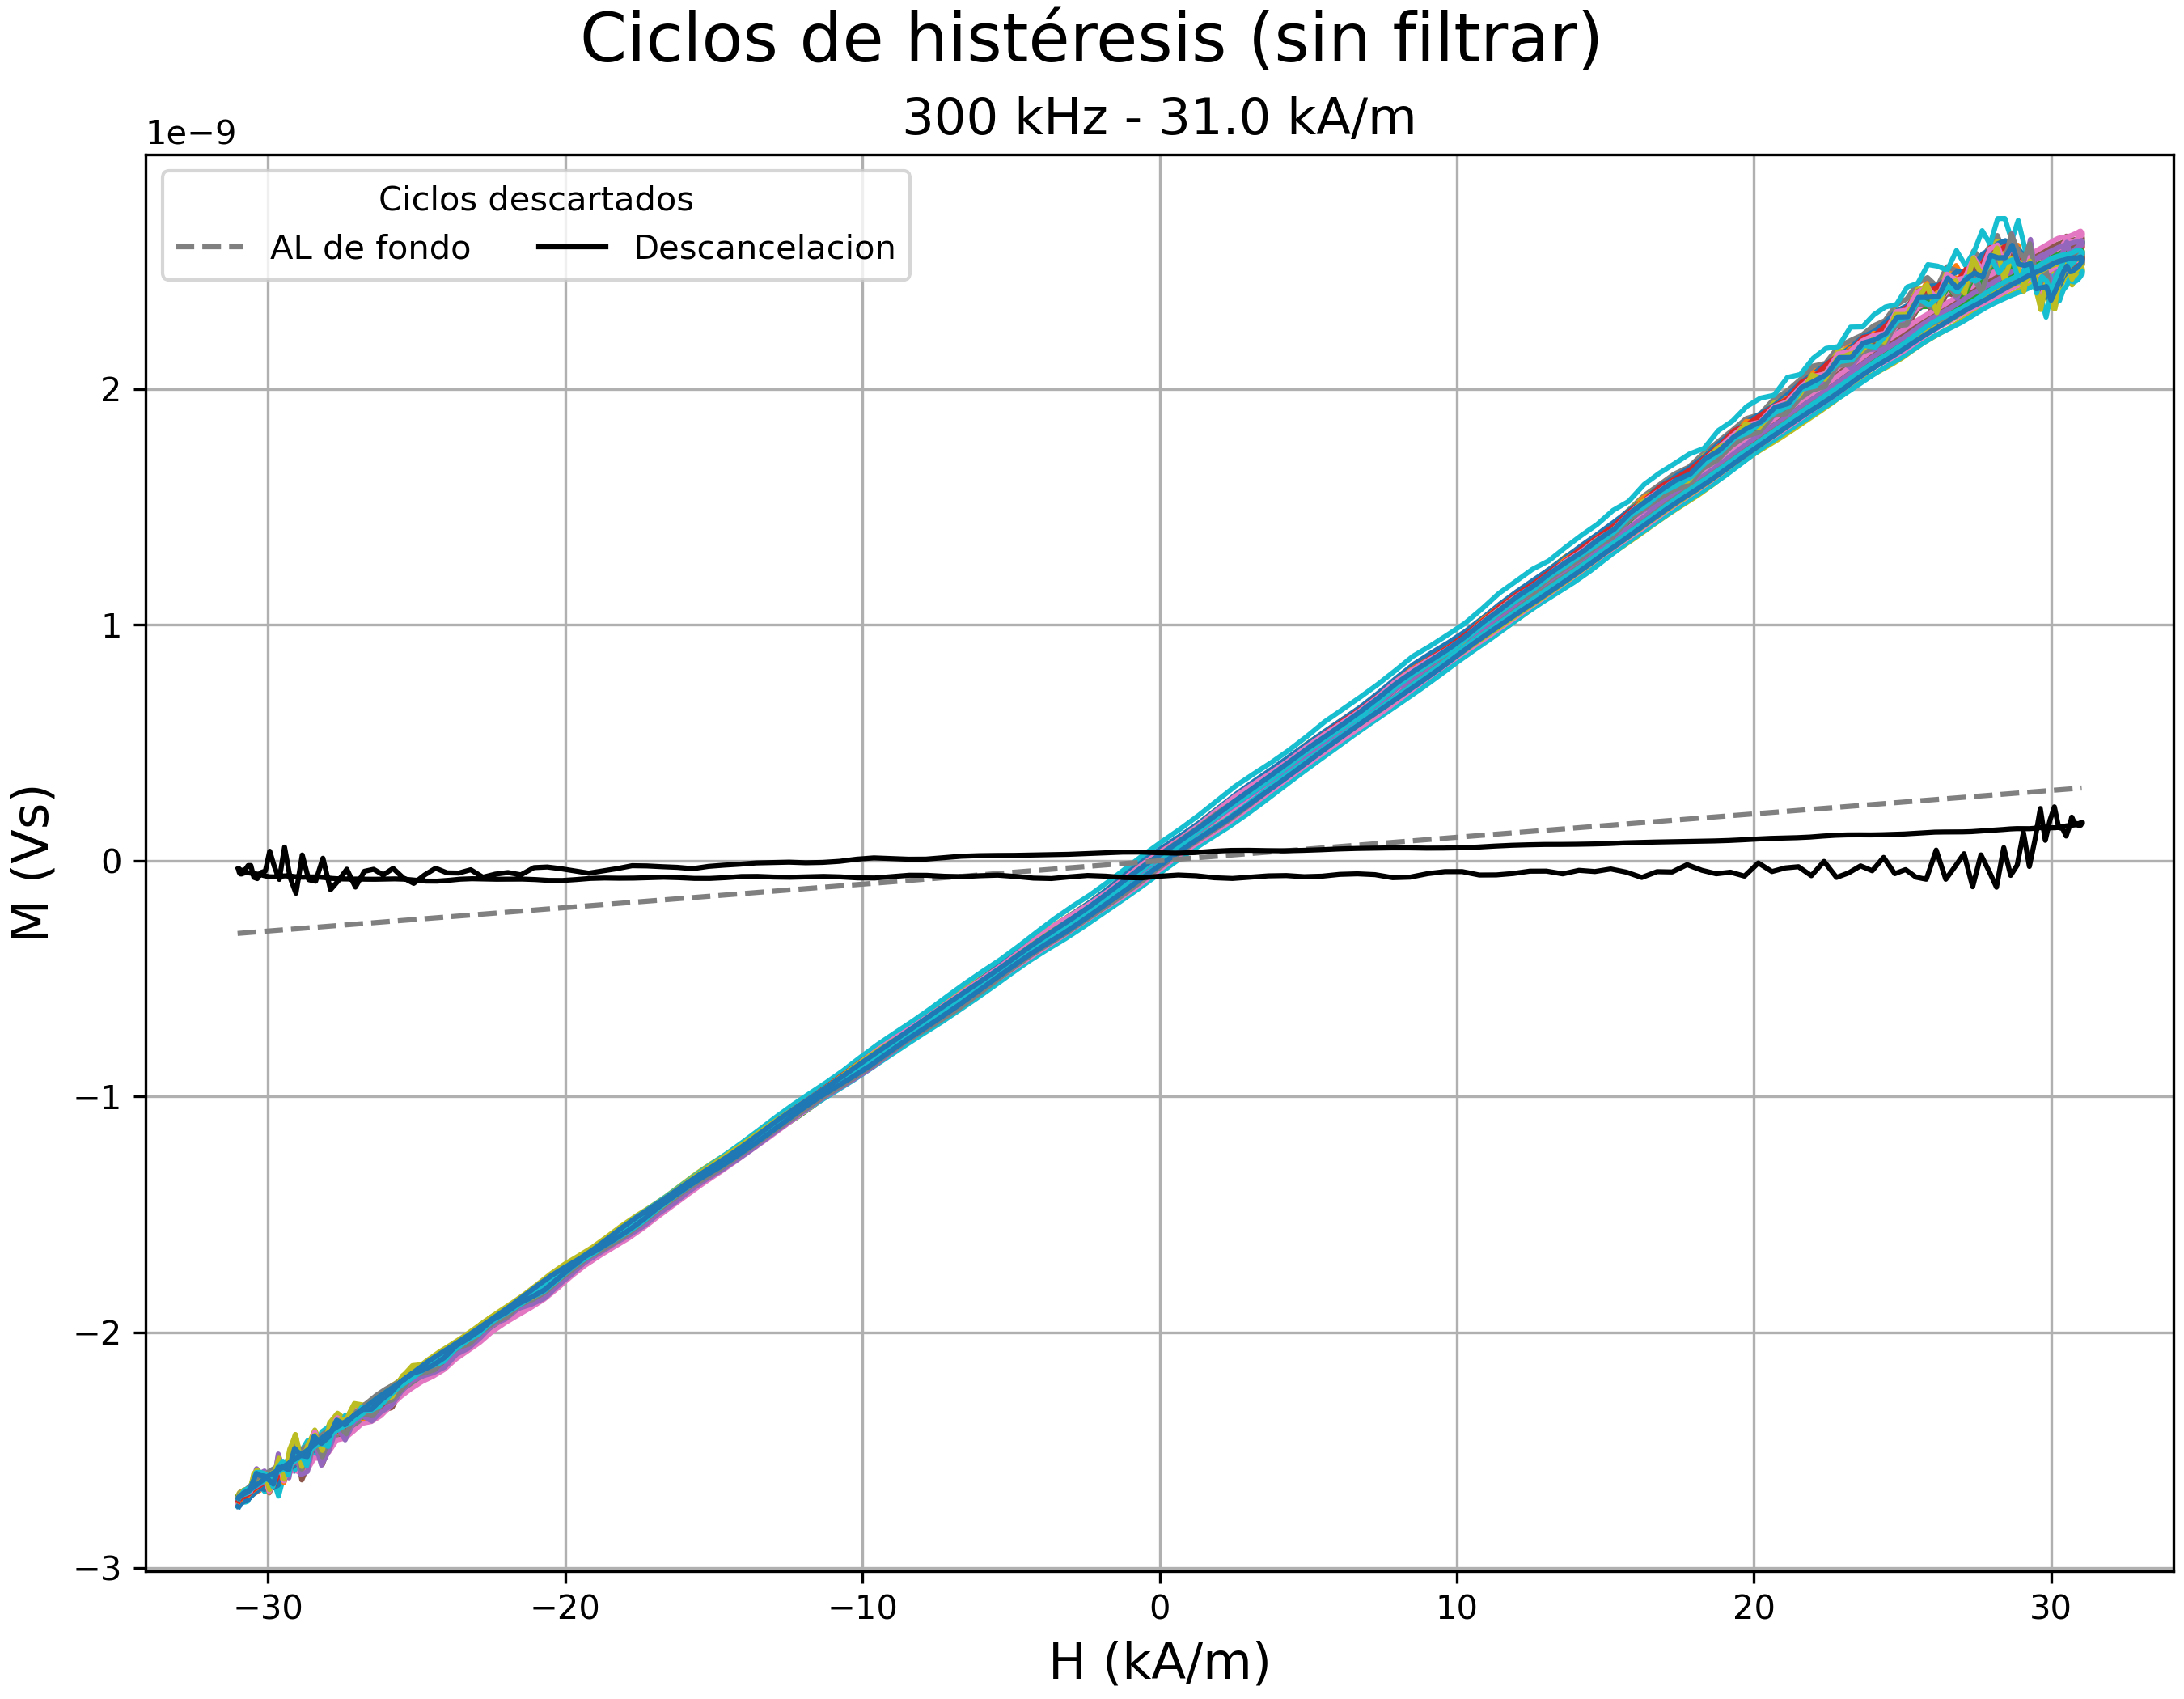 Ciclos de histéresis (sin filtrar)
300 kHz - 31.0 kA/m
1e−9
Ciclos descartados
AL de fondo
Descancelacion
2
1
0
−1
−2
−3
M (Vs)
−30
−20
−10
0
10
20
30
H (kA/m)